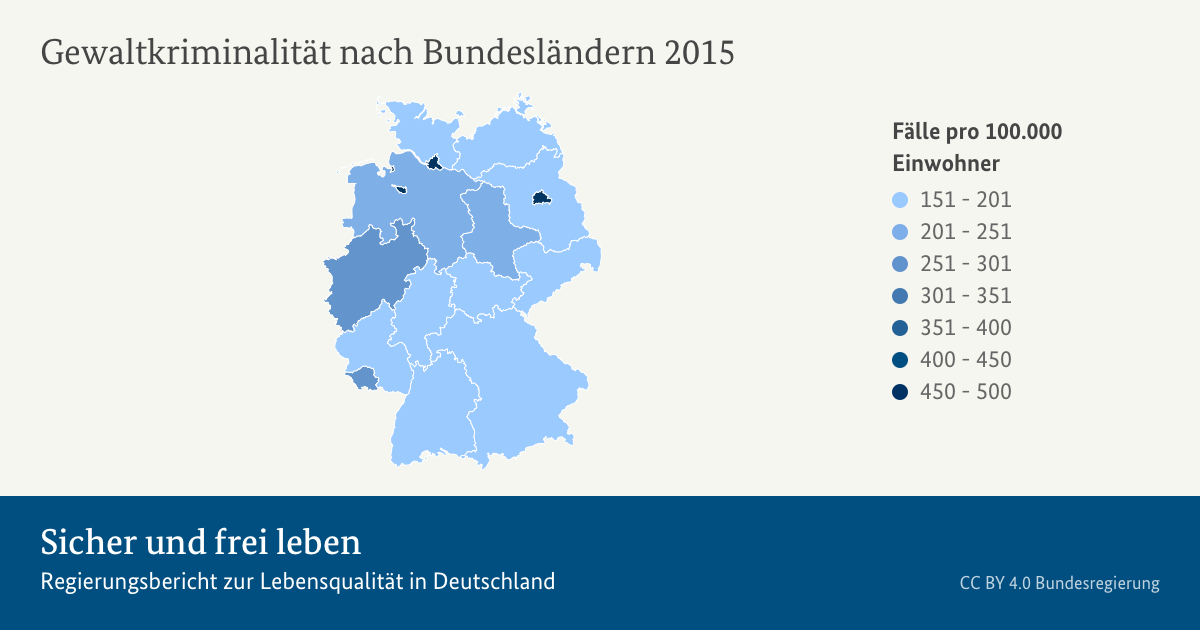 Gewaltkriminalität nach Bundesländern 2015
Fälle pro 100.000
Einwohner
151 - 201
201 - 251
251 - 301
301 - 351
351 - 400
400 - 450
450 - 500
Sicher und frei leben
Regierungsbericht zur Lebensqualität in Deutschland
CC BY 4.0 Bundesregierung